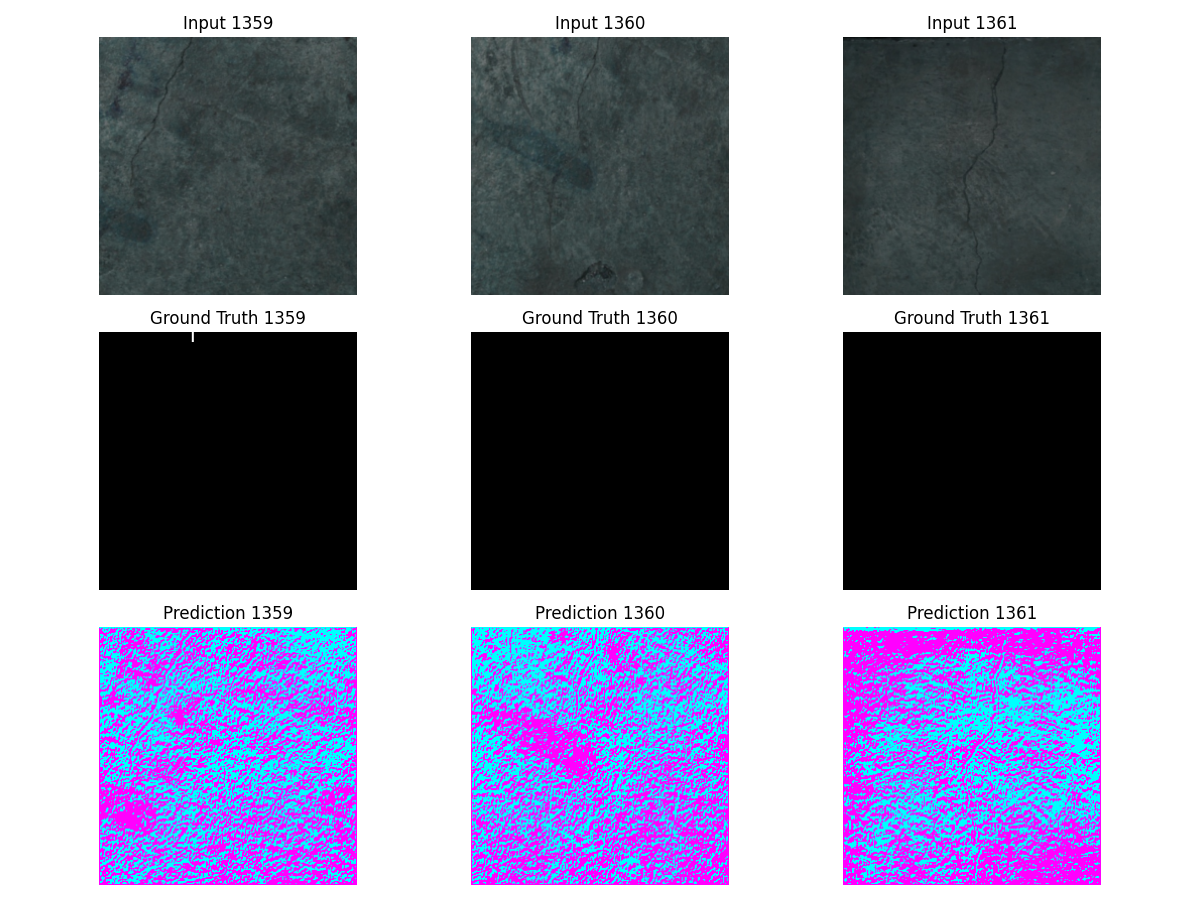 Input 1359
Input 1360
Input 1361
Ground Truth 1359
Ground Truth 1360
Ground Truth 1361
Prediction 1359
Prediction 1360
Prediction 1361